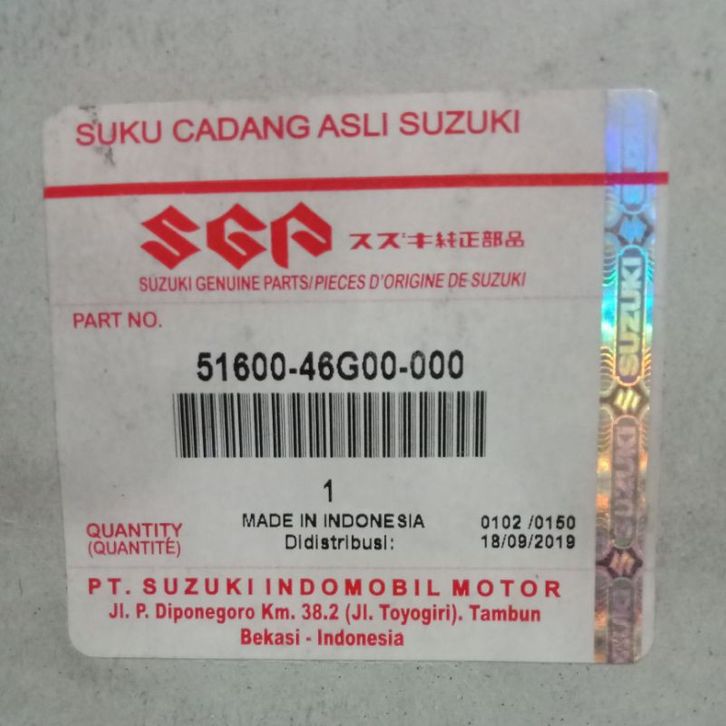 SUKU CADANG ASLI SUZUKI
SGP スズキ純正部品
SUZUKI GENUINE PARTS/PIECES D'ORIGINE DE SUZUKI
PART NO.
51600-46G00-000
1
MADE IN INDONESIA 0102 /0150
QUANTITY
(QUANTITÉ)
Didistribusi: 18/09/2019
PT. SUZUKI INDOMOBIL MOTOR
Jl. P. Diponegoro Km. 38.2 (Jl. Toyogiri). Tambun
Bekasi - Indonesia
SUZUKI
SUZUKI